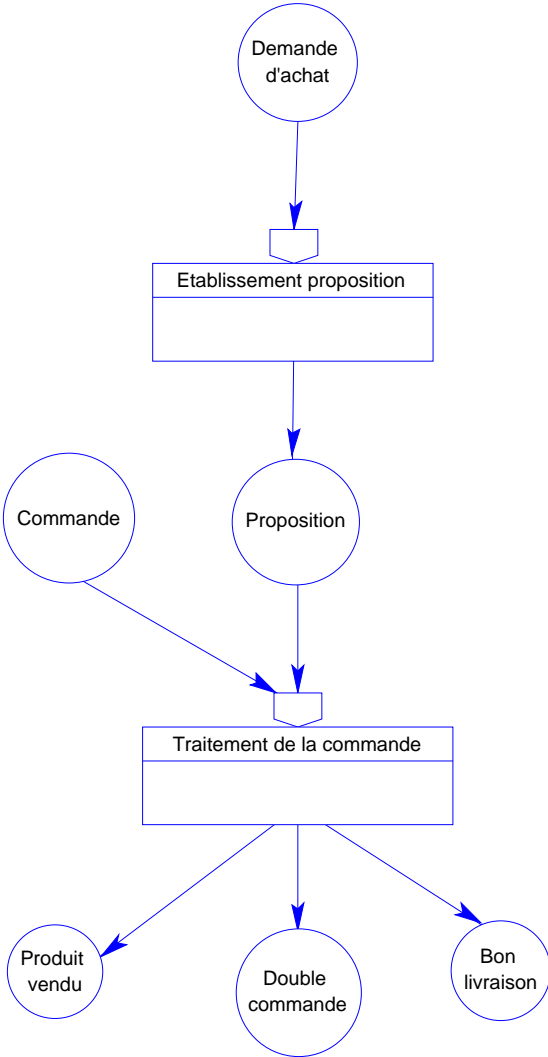 Demande
d'achat
Etablissement proposition
Commande
Proposition
Traitement de la commande
Produit
vendu
Double
commande
Bon
livraison